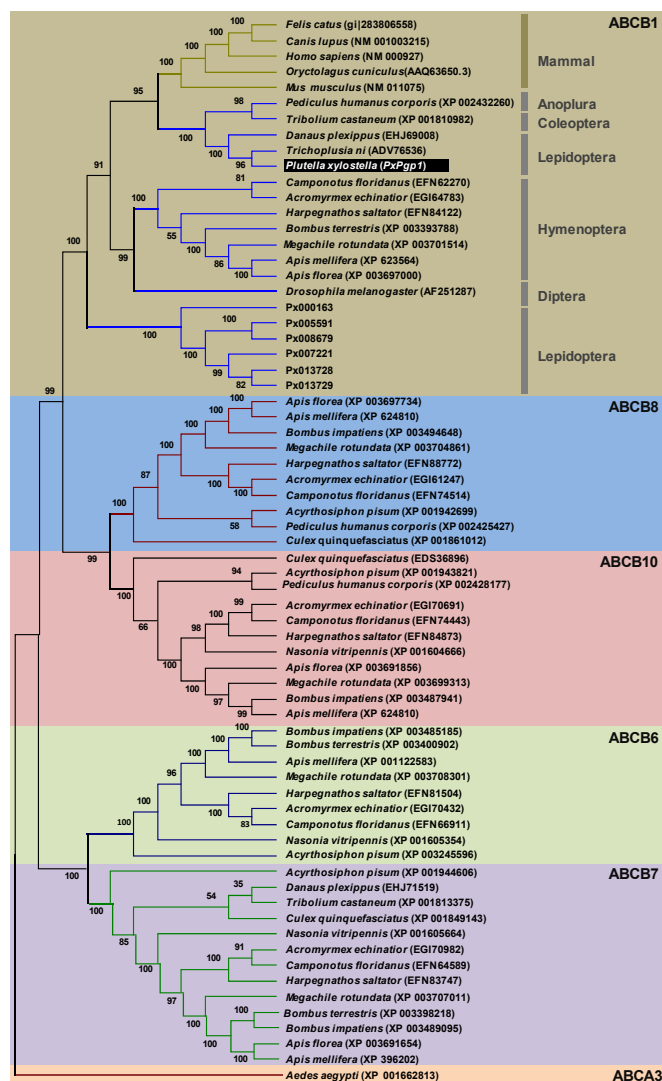 ABCB1
100
Felis catus (gi|283806558)
100
Canis lupus (NM 001003215)
100
Homo sapiens (NM 000927)
Mammal
100
Oryctolagus cuniculus(AAQ63650.3)
95
Mus musculus (NM 011075)
98
Pediculus humanus corporis (XP 002432260)
Anoplura
Tribolium castaneum (XP 001810982)
Coleoptera
100
Danaus plexippus (EHJ69008)
100
Trichoplusia ni (ADV76536)
Lepidoptera
96
Plutella xylostella (PxPgp1)
91
81
Camponotus floridanus (EFN62270)
100
Acromyrmex echinatior (EGI64783)
Harpegnathos saltator (EFN84122)
55
Bombus terrestris (XP 003393788)
Hymenoptera
100
Megachile rotundata (XP 003701514)
99
86
Apis mellifera (XP 623564)
100
Apis florea (XP 003697000)
Drosophila melanogaster (AF251287)
Diptera
100
Px000163
Px005591
100
Px008679
100
100
Px007221
Lepidoptera
99
Px013728
82
Px013729
99
100
Apis florea (XP 003697734)
ABCB8
100
Apis mellifera (XP 624810)
100
Bombus impatiens (XP 003494648)
100
Megachile rotundata (XP 003704861)
87
Harpegnathos saltator (EFN88772)
100
Acromyrmex echinatior (EGI61247)
100
Camponotus floridanus (EFN74514)
100
Acyrthosiphon pisum (XP 001942699)
58
Pediculus humanus corporis (XP 002425427)
Culex quinquefasciatus (XP 001861012)
99
Culex quinquefasciatus (EDS36896)
ABCB10
94
Acyrthosiphon pisum (XP 001943821)
Pediculus humanus corporis (XP 002428177)
100
99
Acromyrmex echinatior (EGI70691)
100
Camponotus floridanus (EFN74443)
66
98
Harpegnathos saltator (EFN84873)
Nasonia vitripennis (XP 001604666)
100
Apis florea (XP 003691856)
100
Megachile rotundata (XP 003699313)
97
Bombus impatiens (XP 003487941)
99
Apis mellifera (XP 624810)
100
Bombus impatiens (XP 003485185)
ABCB6
100
Bombus terrestris (XP 003400902)
96
Apis mellifera (XP 001122583)
Megachile rotundata (XP 003708301)
100
Harpegnathos saltator (EFN81504)
100
Acromyrmex echinatior (EGI70432)
100
83
Camponotus floridanus (EFN66911)
Nasonia vitripennis (XP 001605354)
Acyrthosiphon pisum (XP 003245596)
100
Acyrthosiphon pisum (XP 001944606)
ABCB7
35
Danaus plexippus (EHJ71519)
54
Tribolium castaneum (XP 001813375)
100
Culex quinquefasciatus (XP 001849143)
85
Nasonia vitripennis (XP 001605664)
91
Acromyrmex echinatior (EGI70982)
100
Camponotus floridanus (EFN64589)
100
Harpegnathos saltator (EFN83747)
97
Megachile rotundata (XP 003707011)
100
Bombus terrestris (XP 003398218)
100
Bombus impatiens (XP 003489095)
100
Apis florea (XP 003691654)
100
Apis mellifera (XP 396202)
Aedes aegypti (XP 001662813)
ABCA3